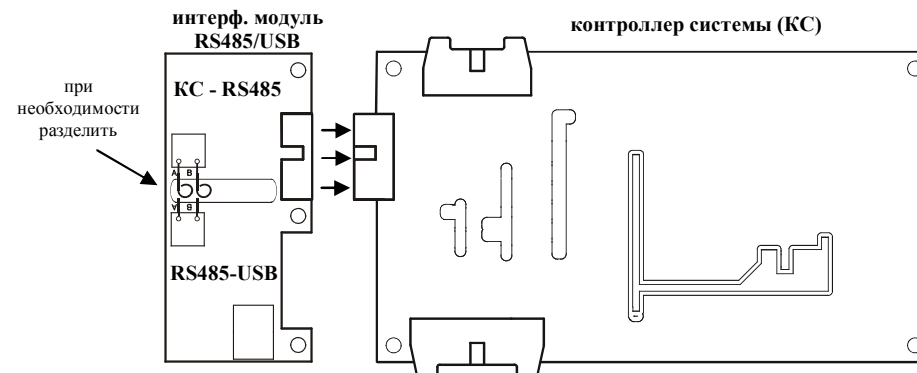 интерф. модуль
RS485/USB
контроллер системы (КС)
КС - RS485
при
необходимости
разделить
А В
А В
RS485-USB